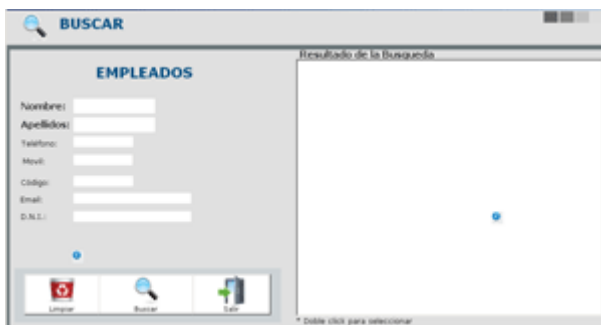 BUSCAR
Resultado de la Busqueda
EMPLEADOS
Nombre:
Apellidos:
Teléfono:
Movil:
Código:
Email:
D.N.I.:
Limpiar Buscar Salir
* Doble click para seleccionar